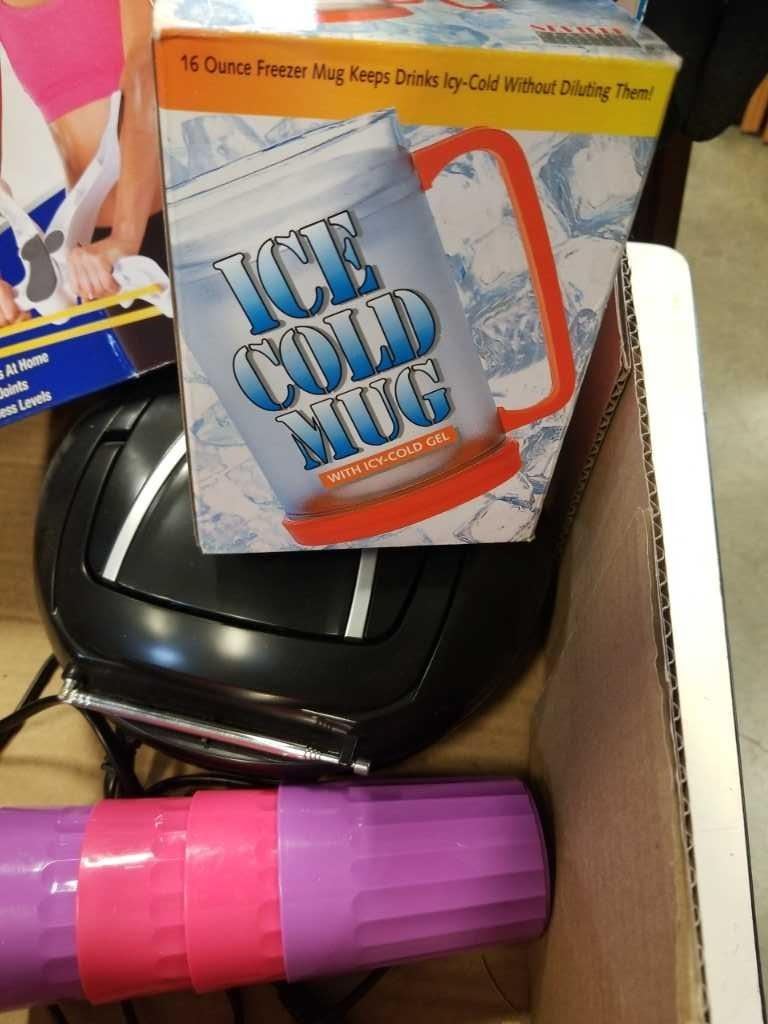 SEVILLE
16 Ounce Freezer Mug Keeps Drinks Icy-Cold Without Diluting Them!
ICE
COLD
MUG
WITH ICY-COLD GEL
At Home
Joints
Levels